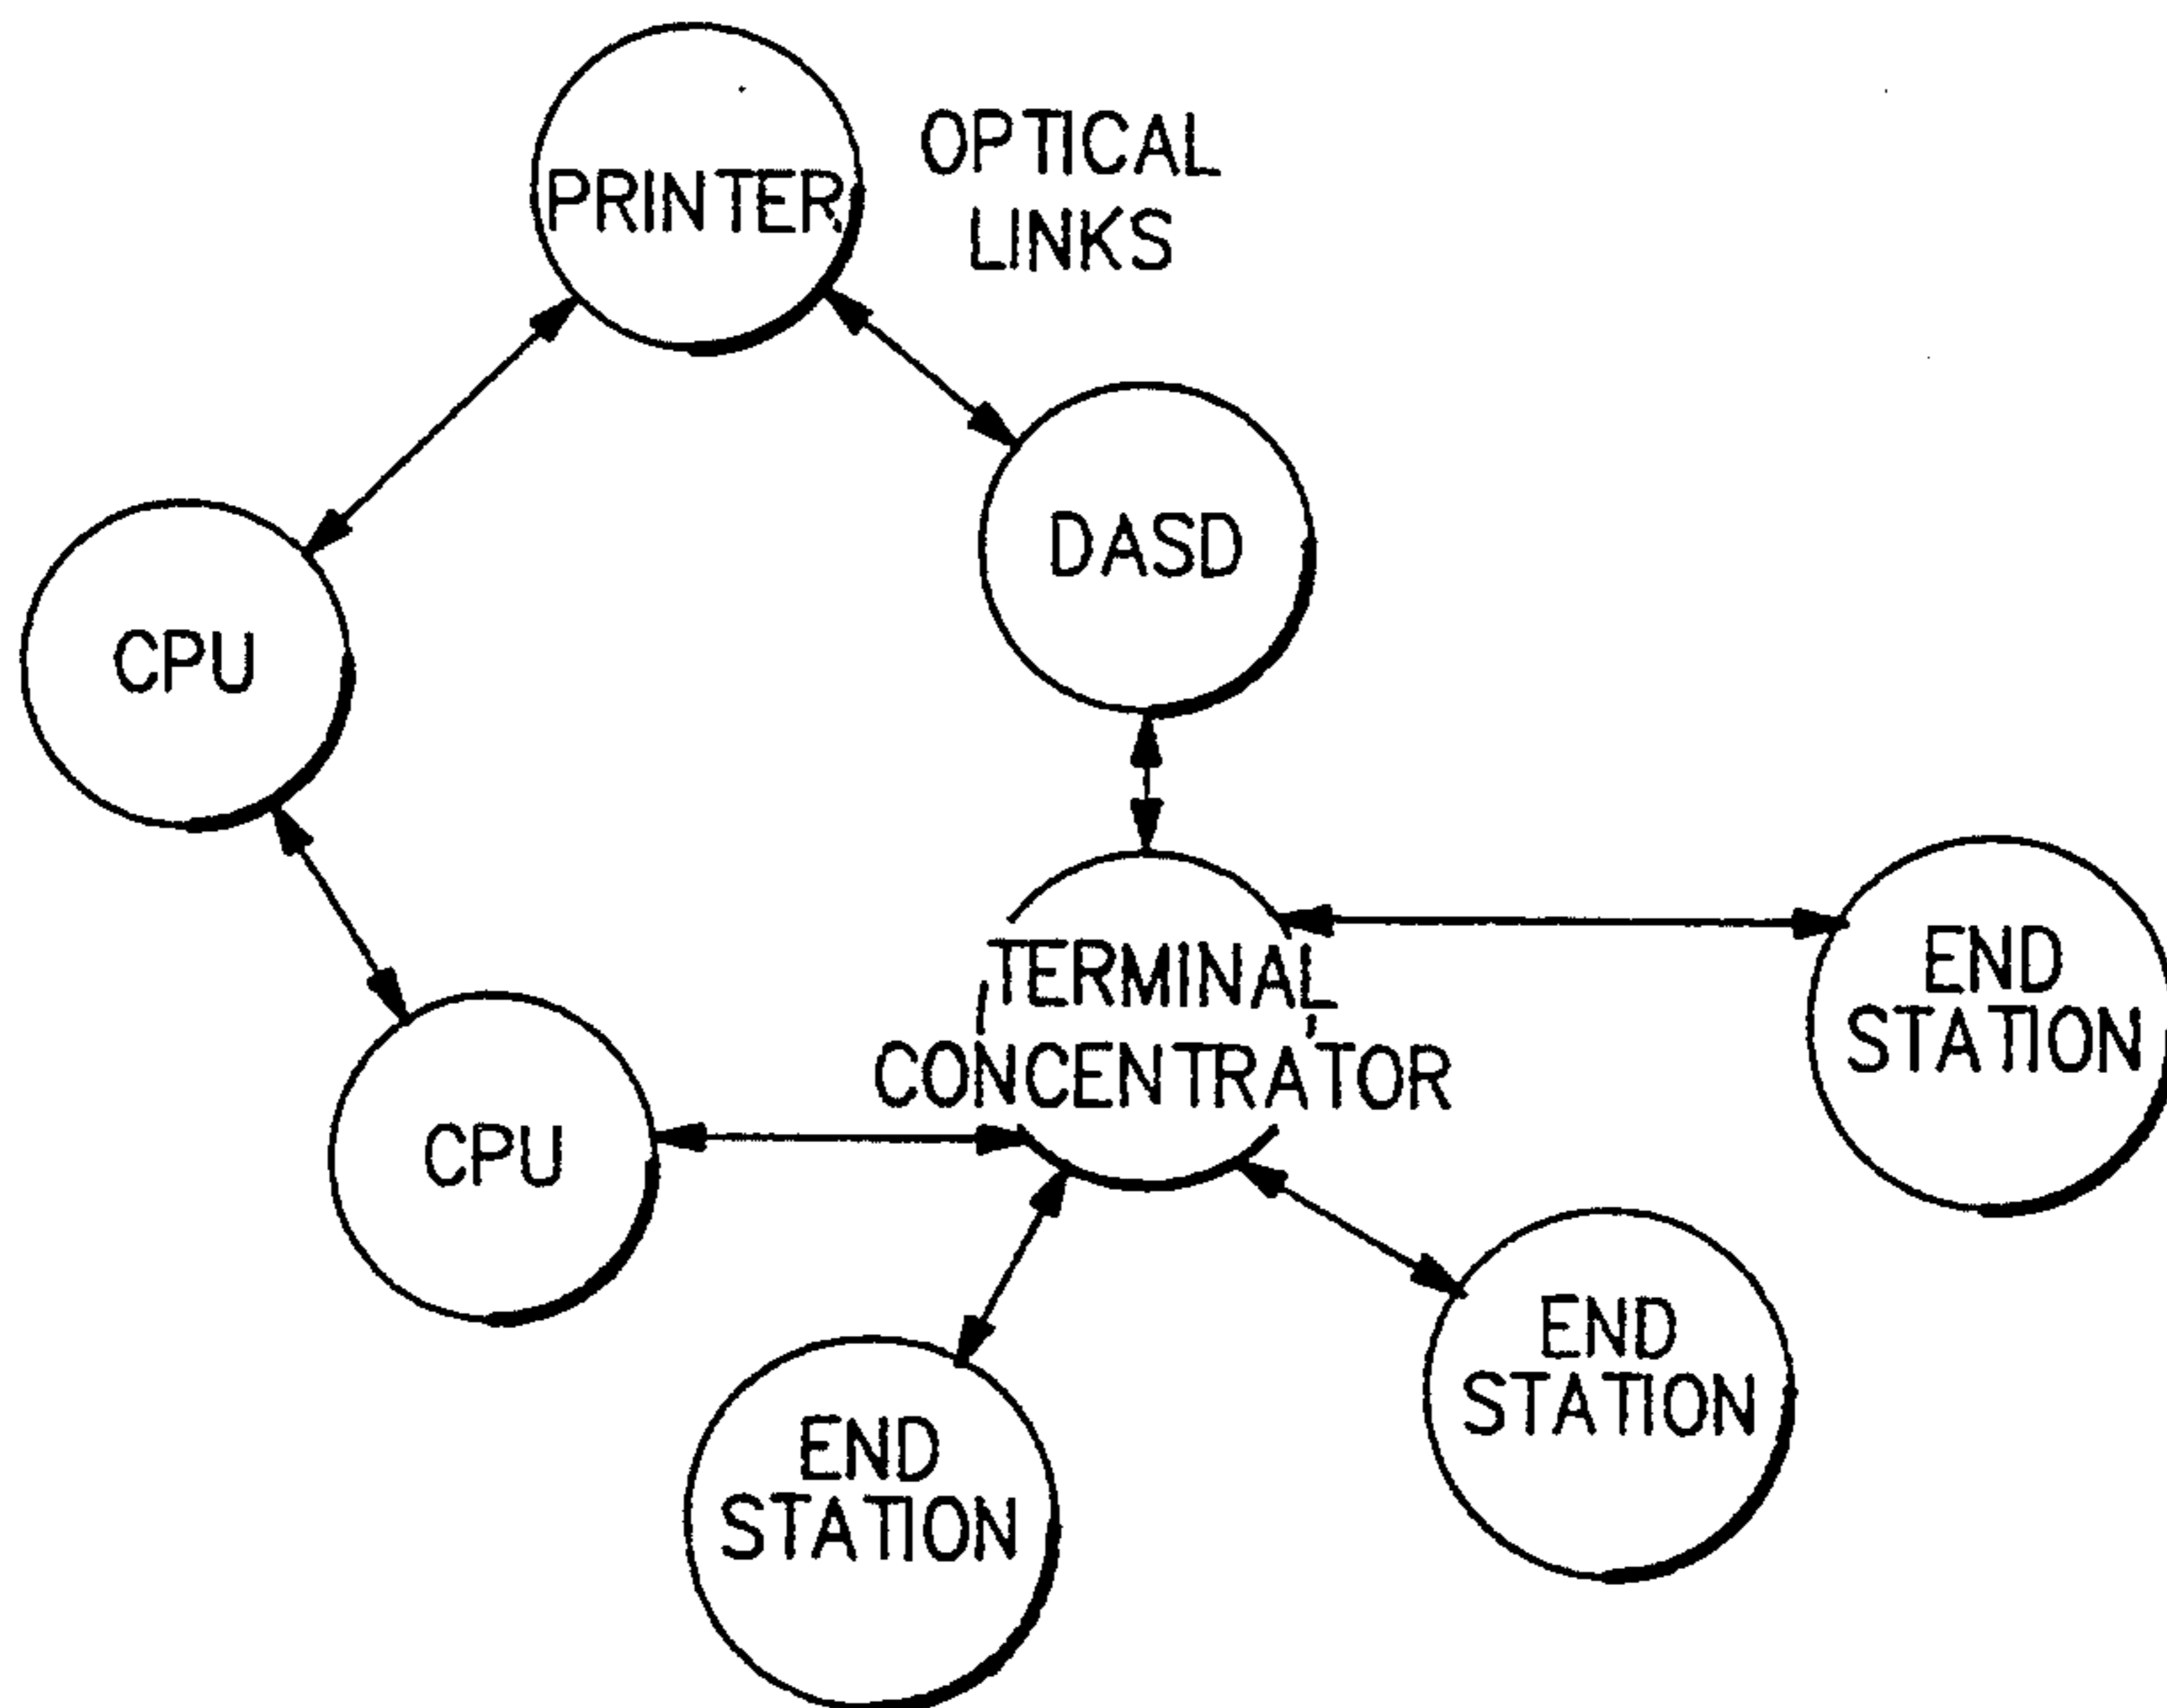 PRINTER
OPTICAL
LINKS
DASD
CPU
TERMINAL
CONCENTRATOR
END
STATION
CPU
END
STATION
END
STATION